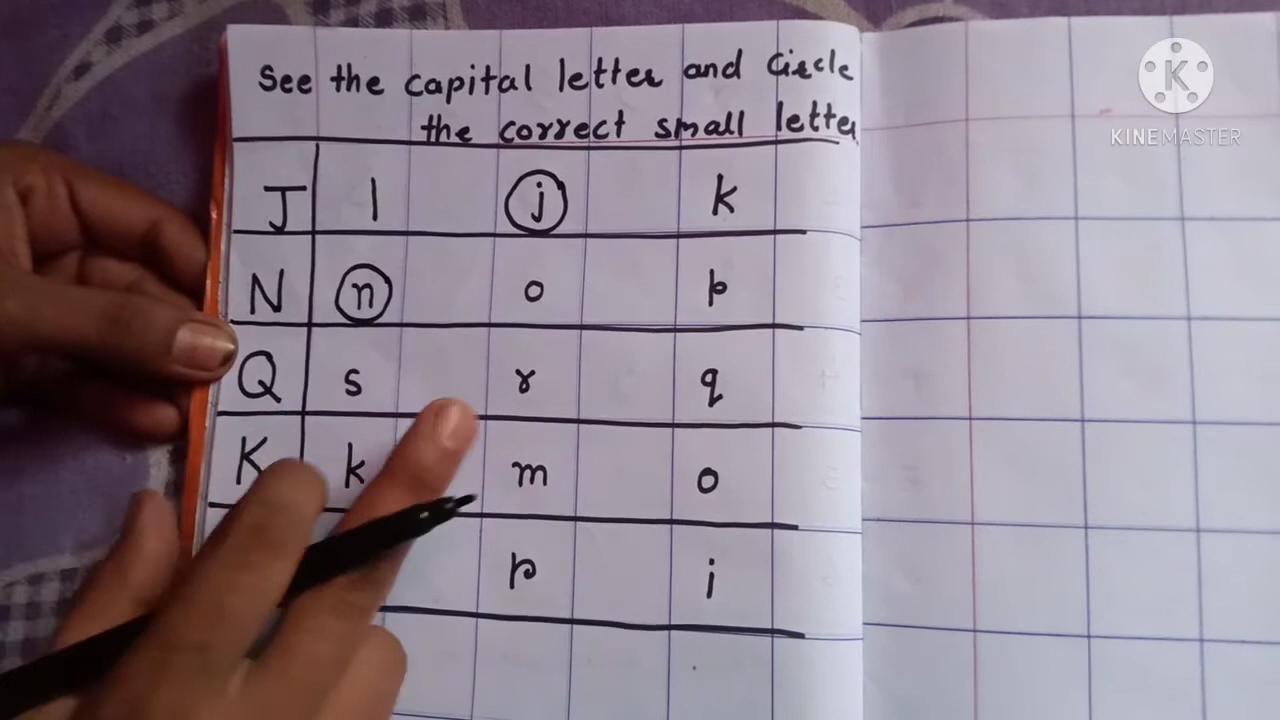 See the capital letter and circle
the correct small letter
J l j k
N n o p
Q s r q
K k m o
p j
K
KINEMASTER